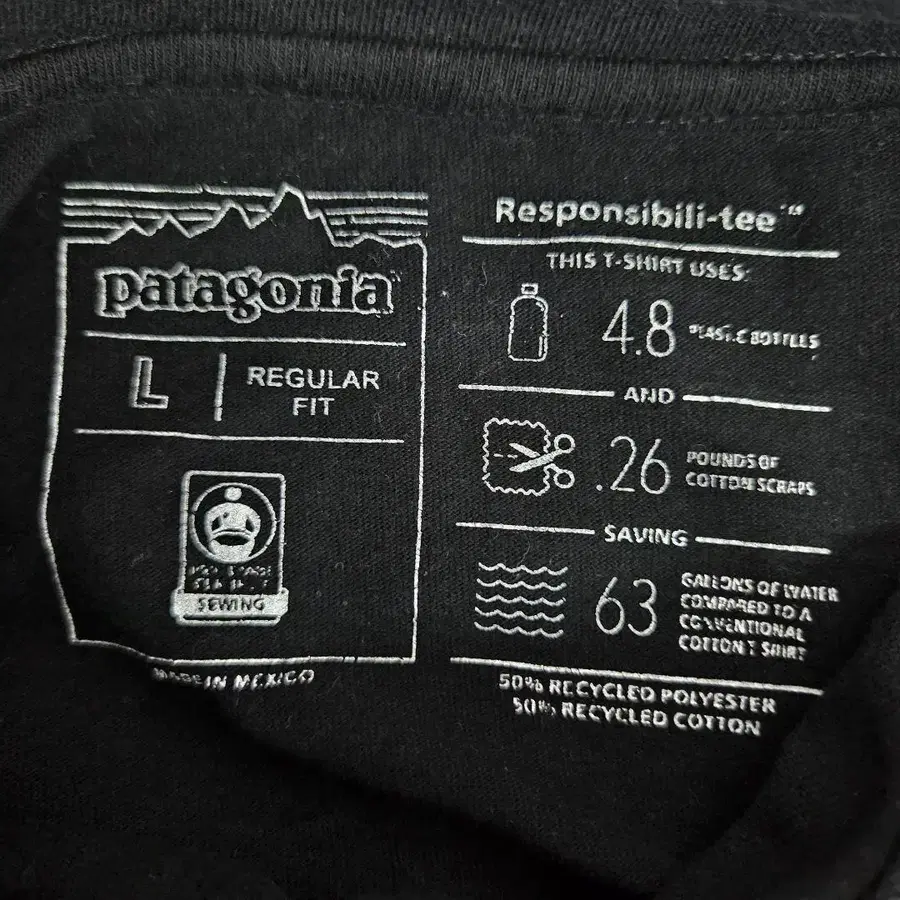 patagonia
L
REGULAR
FIT
SEWING
MADE IN MEXICO
Responsibili-tee™
THIS T-SHIRT USES:
4.8 PLASTIC BOTTLES
AND
.26 POUNDS OF
COTTON SCRAPS
SAVING
63 GALLONS OF WATER
COMPARED TO A
CONVENTIONAL
COTTON T SHIRT
50% RECYCLED POLYESTER
50% RECYCLED COTTON